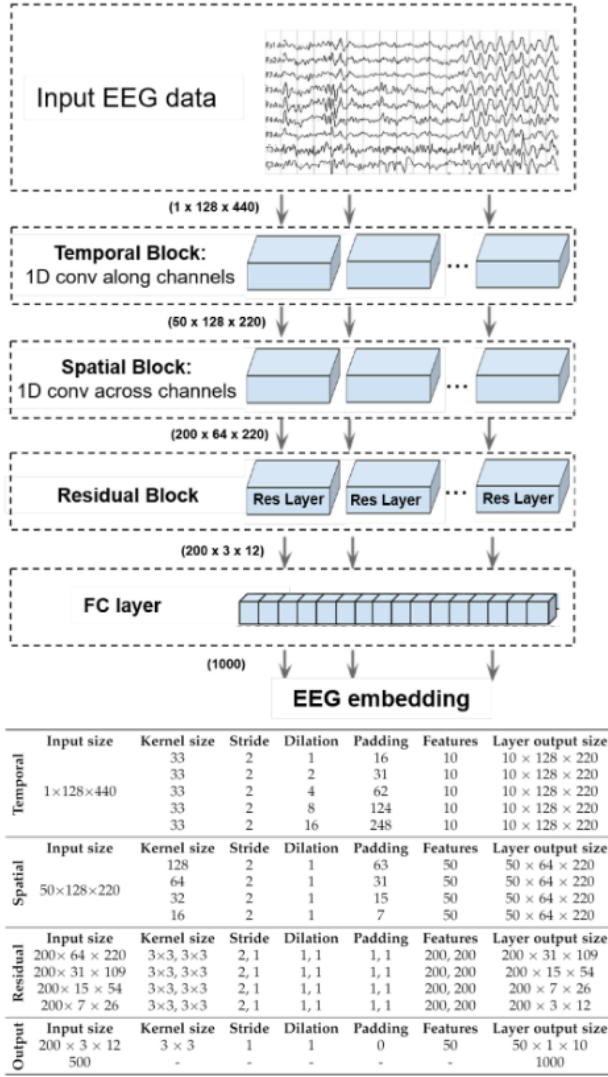 Input EEG data
(1 x 128 x 440)
Temporal Block:
1D conv along channels
...
(50 x 128 x 220)
Spatial Block:
1D conv across channels
...
(200 x 64 x 220)
Residual Block
Res Layer Res Layer ... Res Layer
(200 x 3 x 12)
FC layer
(1000)
EEG embedding
Input size Kernel size Stride Dilation Padding Features Layer output size
Temporal
33 2 1 16 10 10 × 128 × 220
33 2 2 31 10 10 × 128 × 220
1×128×440 33 2 4 62 10 10 × 128 × 220
33 2 8 124 10 10 × 128 × 220
33 2 16 248 10 10 × 128 × 220
Input size Kernel size Stride Dilation Padding Features Layer output size
Spatial
128 2 1 63 50 50 × 64 × 220
50×128×220 64 2 1 31 50 50 × 64 × 220
32 2 1 15 50 50 × 64 × 220
16 2 1 7 50 50 × 64 × 220
Input size Kernel size Stride Dilation Padding Features Layer output size
Residual
200× 64 × 220 3×3, 3×3 2, 1 1, 1 1, 1 200, 200 200 × 31 × 109
200× 31 × 109 3×3, 3×3 2, 1 1, 1 1, 1 200, 200 200 × 15 × 54
200× 15 × 54 3×3, 3×3 2, 1 1, 1 1, 1 200, 200 200 × 7 × 26
200× 7 × 26 3×3, 3×3 2, 1 1, 1 1, 1 200, 200 200 × 3 × 12
Input size Kernel size Stride Dilation Padding Features Layer output size
Output
200 × 3 × 12 3 × 3 1 1 0 50 50 × 1 × 10
500 - - - - - 1000